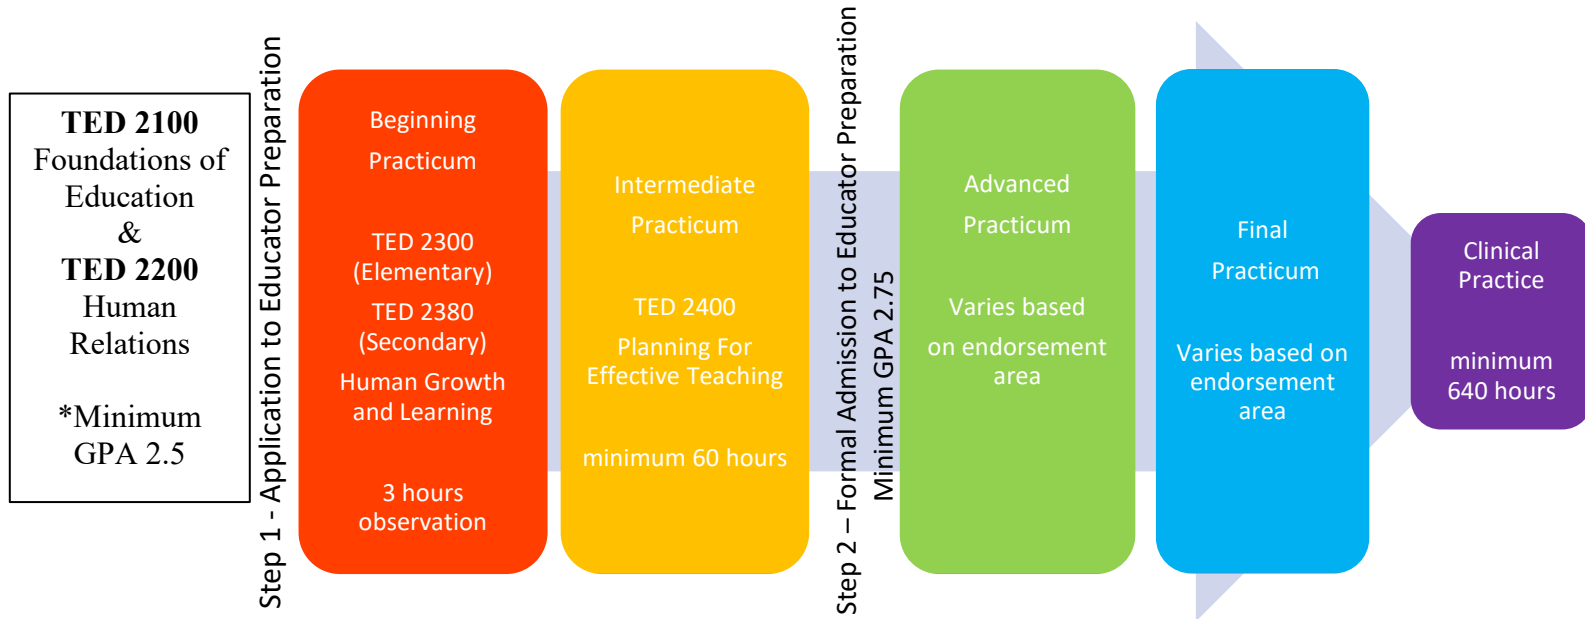 TED 2100
Foundations of
Education
&
TED 2200
Human
Relations
*Minimum
GPA 2.5
Step 1 - Application to Educator Preparation
Beginning
Practicum
TED 2300
(Elementary)
TED 2380
(Secondary)
Human Growth
and Learning
3 hours
observation
Intermediate
Practicum
TED 2400
Planning For
Effective Teaching
minimum 60 hours
Step 2 – Formal Admission to Educator Preparation
Minimum GPA 2.75
Advanced
Practicum
Varies based
on endorsement
area
Final
Practicum
Varies based on
endorsement
area
Clinical
Practice
minimum
640 hours